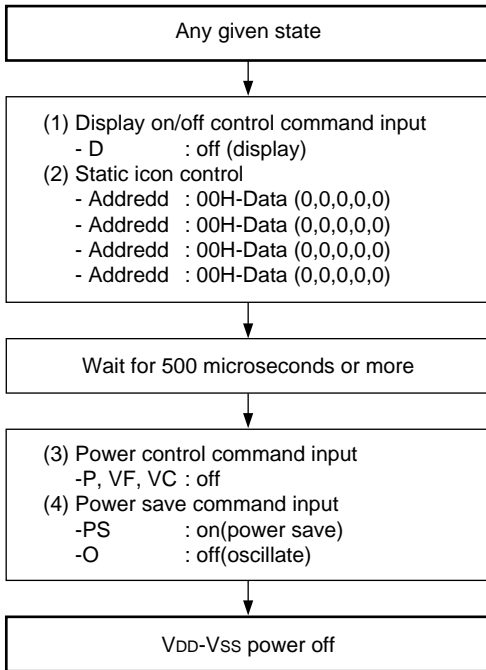 Any given state
(1) Display on/off control command input
- D : off (display)
(2) Static icon control
- Addredd : 00H-Data (0,0,0,0,0)
- Addredd : 00H-Data (0,0,0,0,0)
- Addredd : 00H-Data (0,0,0,0,0)
- Addredd : 00H-Data (0,0,0,0,0)
Wait for 500 microseconds or more
(3) Power control command input
-P, VF, VC : off
(4) Power save command input
-PS : on(power save)
-O : off(oscillate)
VDD-VSS power off